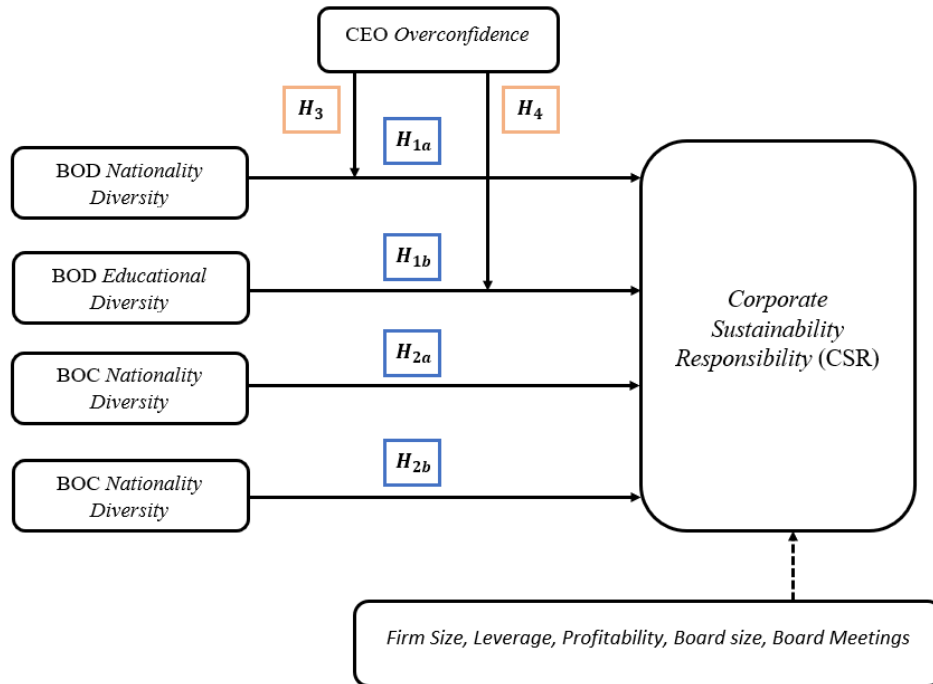 CEO Overconfidence
H3
H4
H1a
BOD Nationality
Diversity
H1b
BOD Educational
Diversity
Corporate
Sustainability
Responsibility (CSR)
H2a
BOC Nationality
Diversity
H2b
BOC Nationality
Diversity
Firm Size, Leverage, Profitability, Board size, Board Meetings